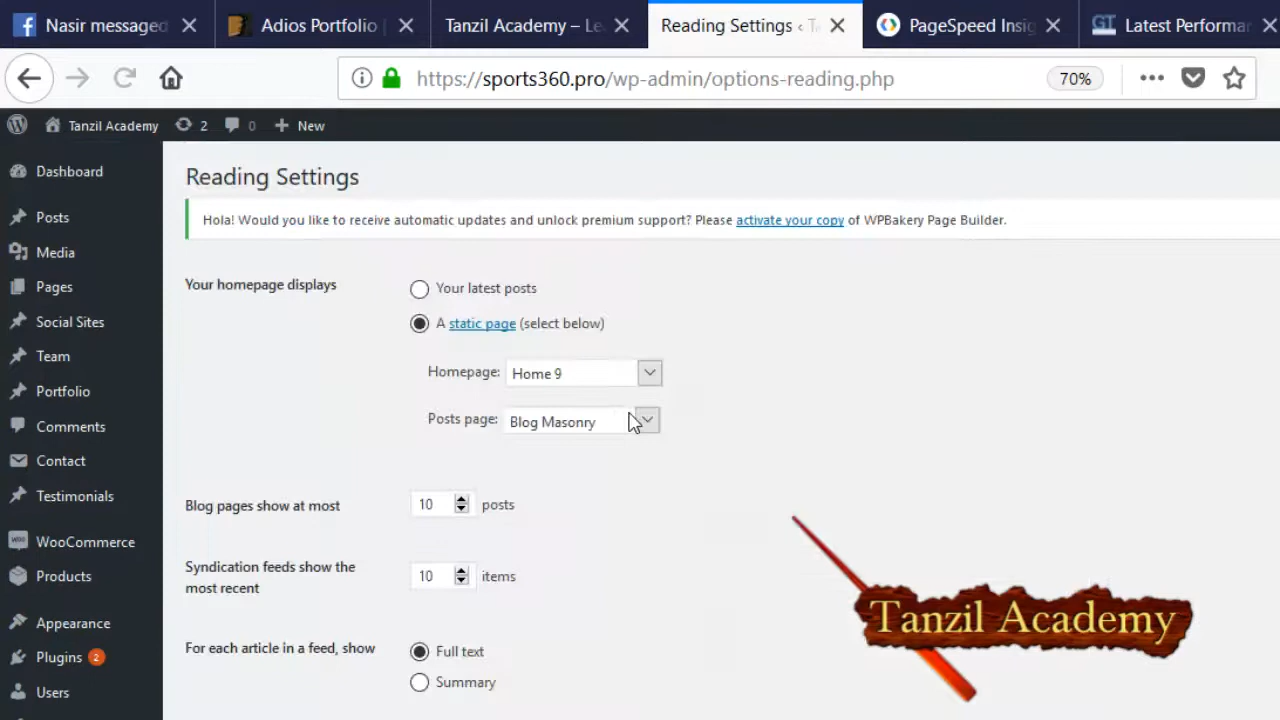 Nasir messaged
Adios Portfolio
Tanzil Academy – Le
Reading Settings ‹ T
PageSpeed Insig
GT
Latest Performa
https://sports360.pro/wp-admin/options-reading.php
70%
Tanzil Academy
2
0
New
Dashboard
Posts
Media
Pages
Social Sites
Team
Portfolio
Comments
Contact
Testimonials
WooCommerce
Products
Appearance
Plugins 2
Users
Reading Settings
Hola! Would you like to receive automatic updates and unlock premium support? Please activate your copy of WPBakery Page Builder.
Your homepage displays
Your latest posts
A static page (select below)
Homepage: Home 9
Posts page: Blog Masonry
Blog pages show at most
10 posts
Syndication feeds show the
most recent
10 items
For each article in a feed, show
Full text
Summary
Tanzil Academy